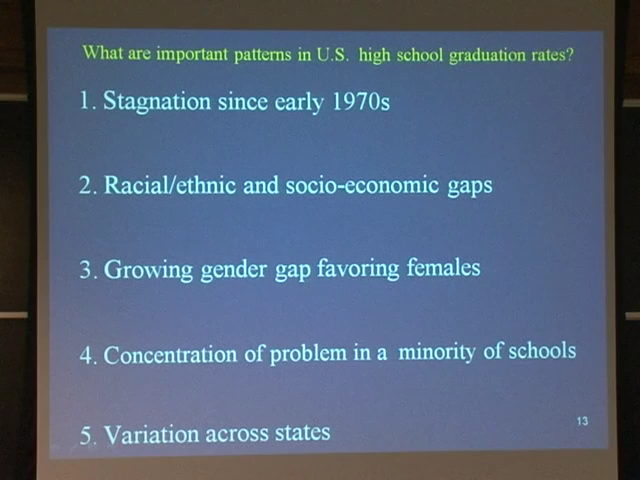 What are important patterns in U.S. high school graduation rates?
1. Stagnation since early 1970s
2. Racial/ethnic and socio-economic gaps
3. Growing gender gap favoring females
4. Concentration of problem in a minority of schools
5. Variation across states
13